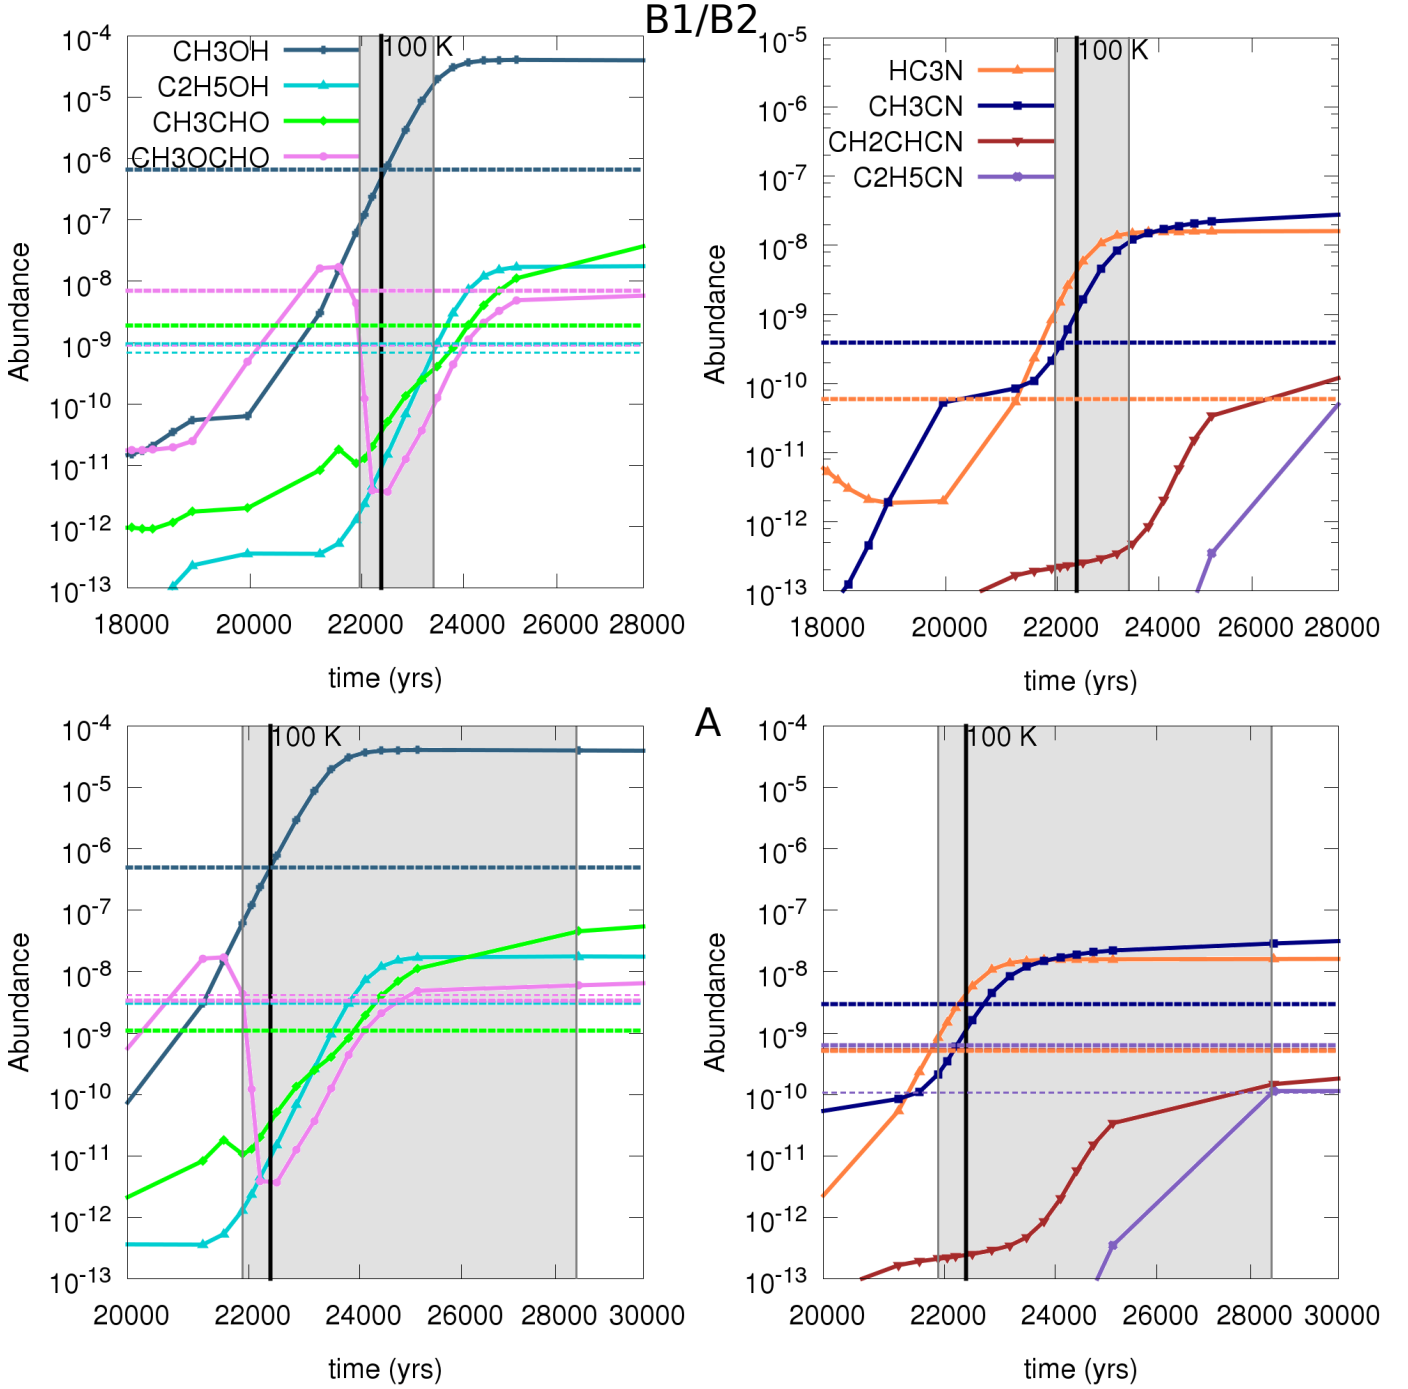 B1/B2
10-4
10-5
10-6
10-7
10-8
10-9
10-10
10-11
10-12
10-13
Abundance
CH3OH
C2H5OH
CH3CHO
CH3OCHO
100 K
18000 20000 22000 24000 26000 28000
time (yrs)
10-5
10-6
10-7
10-8
10-9
10-10
10-11
10-12
10-13
Abundance
HC3N
CH3CN
CH2CHCN
C2H5CN
100 K
18000 20000 22000 24000 26000 28000
time (yrs)
A
10-4
10-5
10-6
10-7
10-8
10-9
10-10
10-11
10-12
10-13
Abundance
100 K
20000 22000 24000 26000 28000 30000
time (yrs)
10-4
10-5
10-6
10-7
10-8
10-9
10-10
10-11
10-12
10-13
Abundance
100 K
20000 22000 24000 26000 28000 30000
time (yrs)